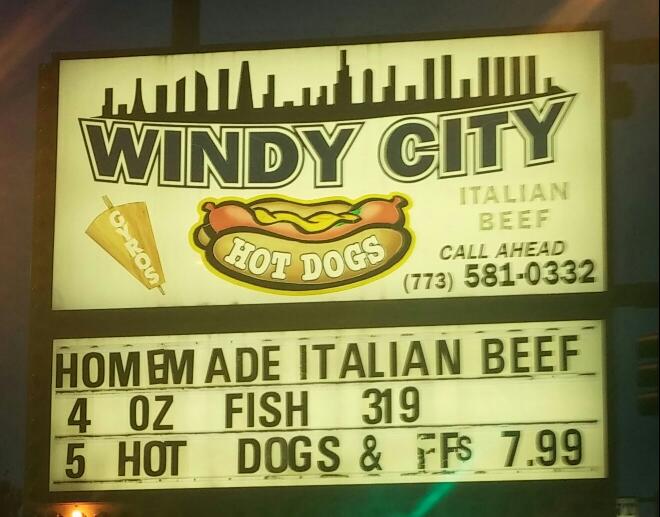 WINDY CITY
GYROS
HOT DOGS
ITALIAN
BEEF
CALL AHEAD
(773) 581-0332
HOMEMADE ITALIAN BEEF
4 OZ FISH 319
5 HOT DOGS & FFs 7.99